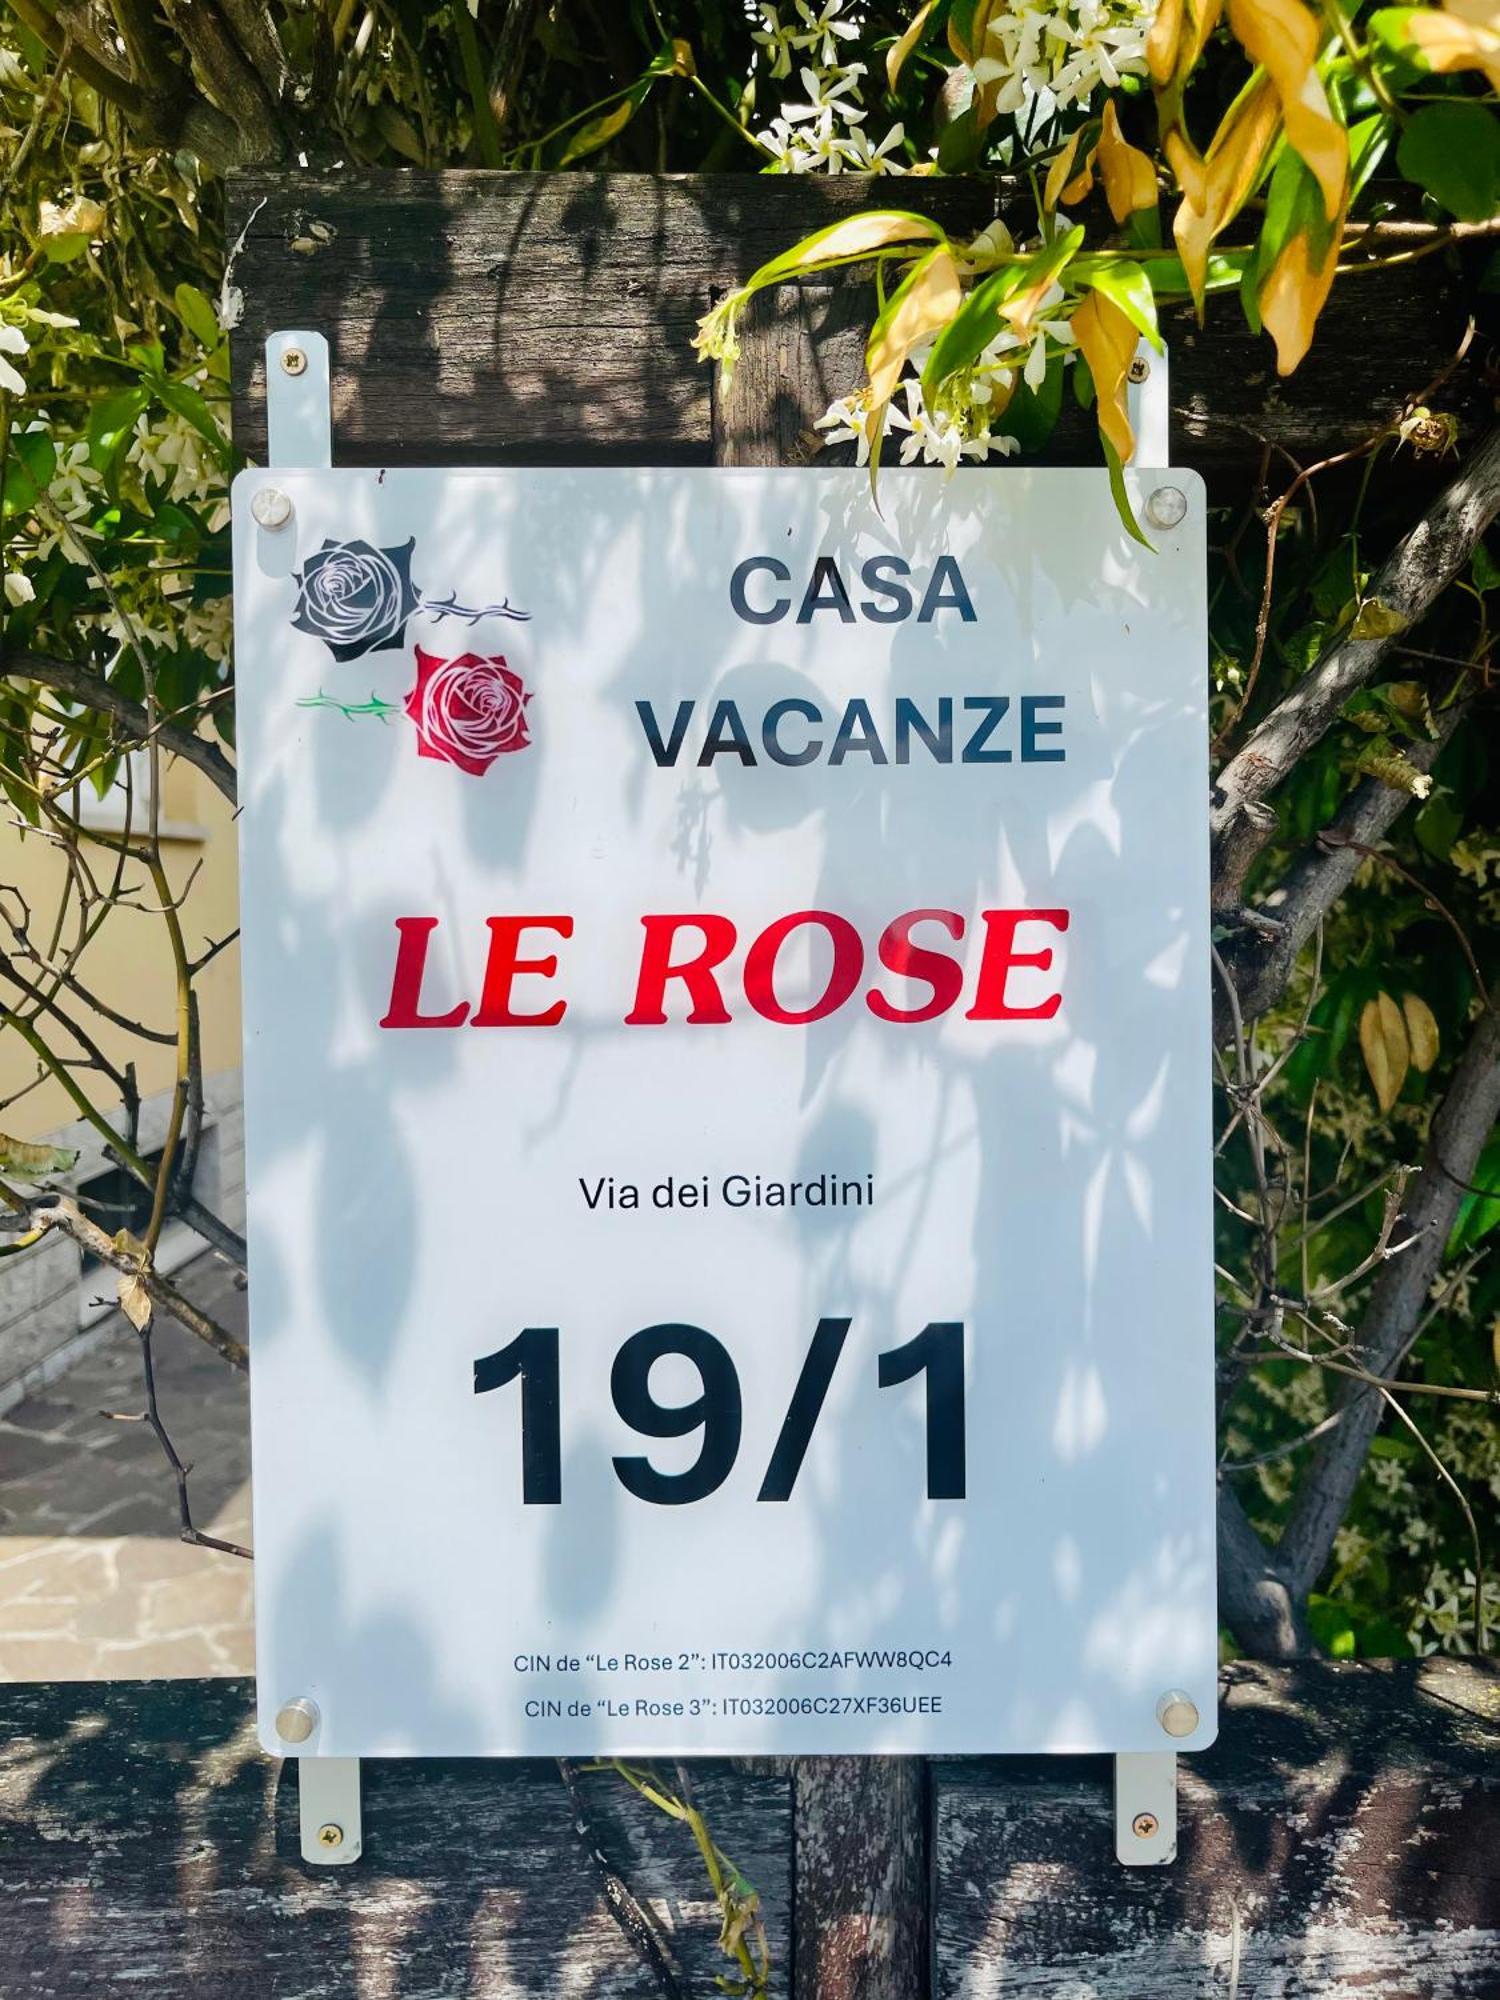 CASA
VACANZE
LE ROSE
Via dei Giardini
19/1
CIN de “Le Rose 2”: IT032006C2AFWW8QC4
CIN de “Le Rose 3”: IT032006C27XF36UEE